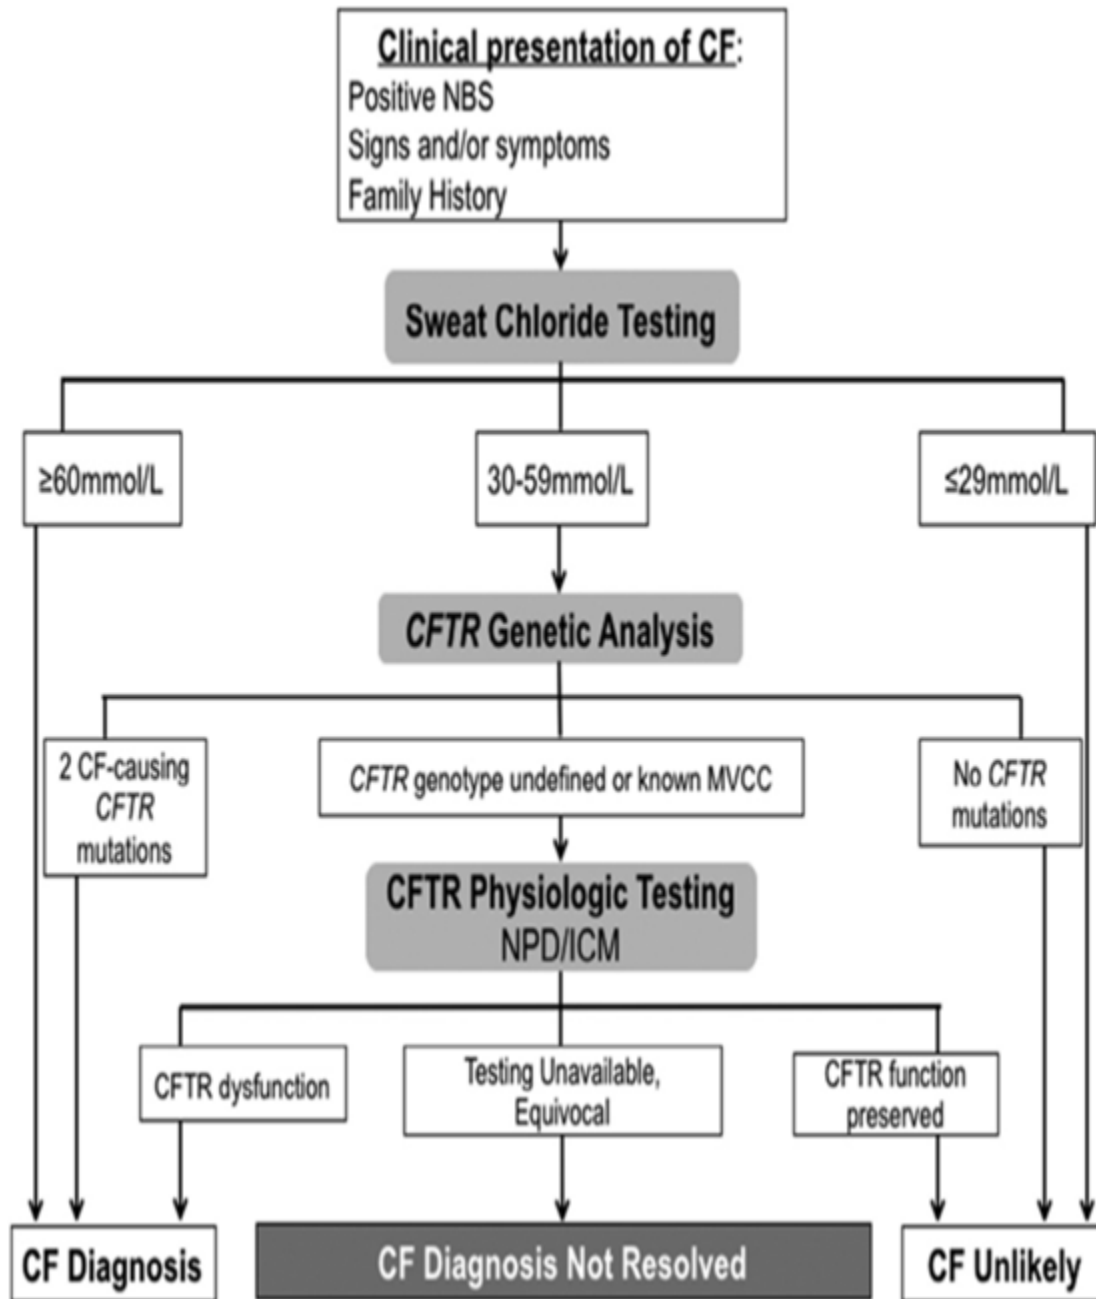 Clinical presentation of CF:
Positive NBS
Signs and/or symptoms
Family History
Sweat Chloride Testing
≥60mmol/L
30-59mmol/L
≤29mmol/L
CFTR Genetic Analysis
2 CF-causing
CFTR
mutations
CFTR genotype undefined or known MVCC
No CFTR
mutations
CFTR Physiologic Testing
NPD/ICM
CFTR dysfunction
Testing Unavailable,
Equivocal
CFTR function
preserved
CF Diagnosis
CF Diagnosis Not Resolved
CF Unlikely